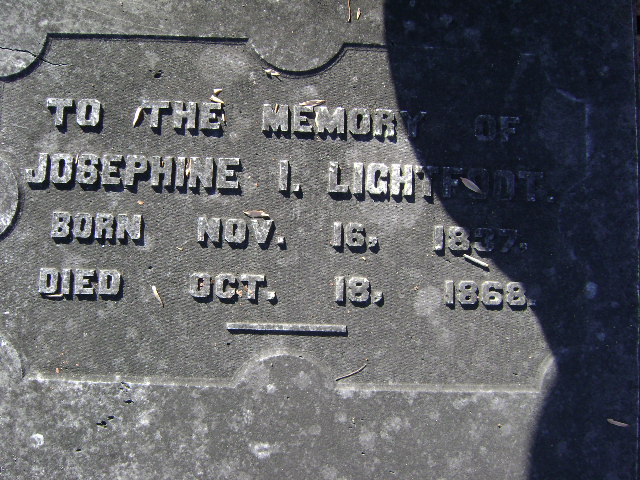 TO THE MEMORY OF
JOSEPHINE I. LIGHTFOOT.
BORN NOV. 16, 1837.
DIED OCT. 18, 1868.